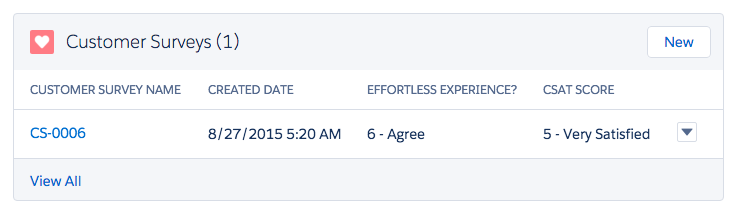 Customer Surveys (1)
New
CUSTOMER SURVEY NAME CREATED DATE EFFORTLESS EXPERIENCE? CSAT SCORE
CS-0006 8/27/2015 5:20 AM 6 - Agree 5 - Very Satisfied
View All